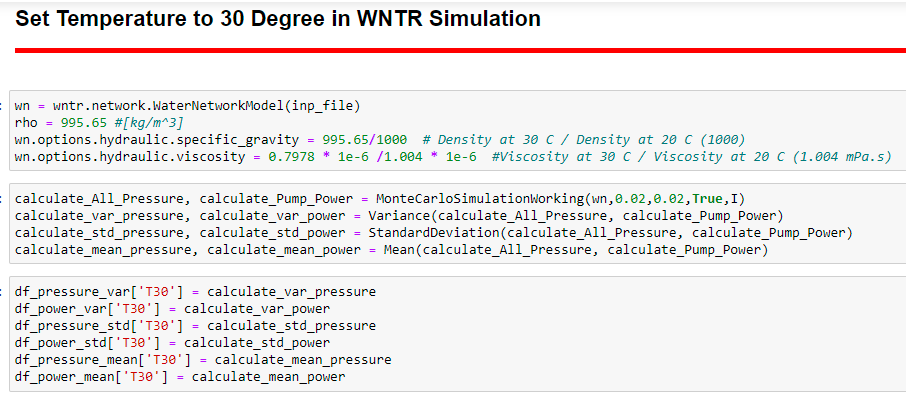 Set Temperature to 30 Degree in WNTR Simulation
: wn = wntr.network.WaterNetworkModel(inp_file)
rho = 995.65 #[kg/m^3]
wn.options.hydraulic.specific_gravity = 995.65/1000  # Density at 30 C / Density at 20 C (1000)
wn.options.hydraulic.viscosity = 0.7978 * 1e-6 /1.004 * 1e-6  #Viscosity at 30 C / Viscosity at 20 C (1.004 mPa.s)
: calculate_All_Pressure, calculate_Pump_Power = MonteCarloSimulationWorking(wn,0.02,0.02,True,I)
calculate_var_pressure, calculate_var_power = Variance(calculate_All_Pressure, calculate_Pump_Power)
calculate_std_pressure, calculate_std_power = StandardDeviation(calculate_All_Pressure, calculate_Pump_Power)
calculate_mean_pressure, calculate_mean_power = Mean(calculate_All_Pressure, calculate_Pump_Power)
: df_pressure_var['T30'] = calculate_var_pressure
df_power_var['T30'] = calculate_var_power
df_pressure_std['T30'] = calculate_std_pressure
df_power_std['T30'] = calculate_std_power
df_pressure_mean['T30'] = calculate_mean_pressure
df_power_mean['T30'] = calculate_mean_power